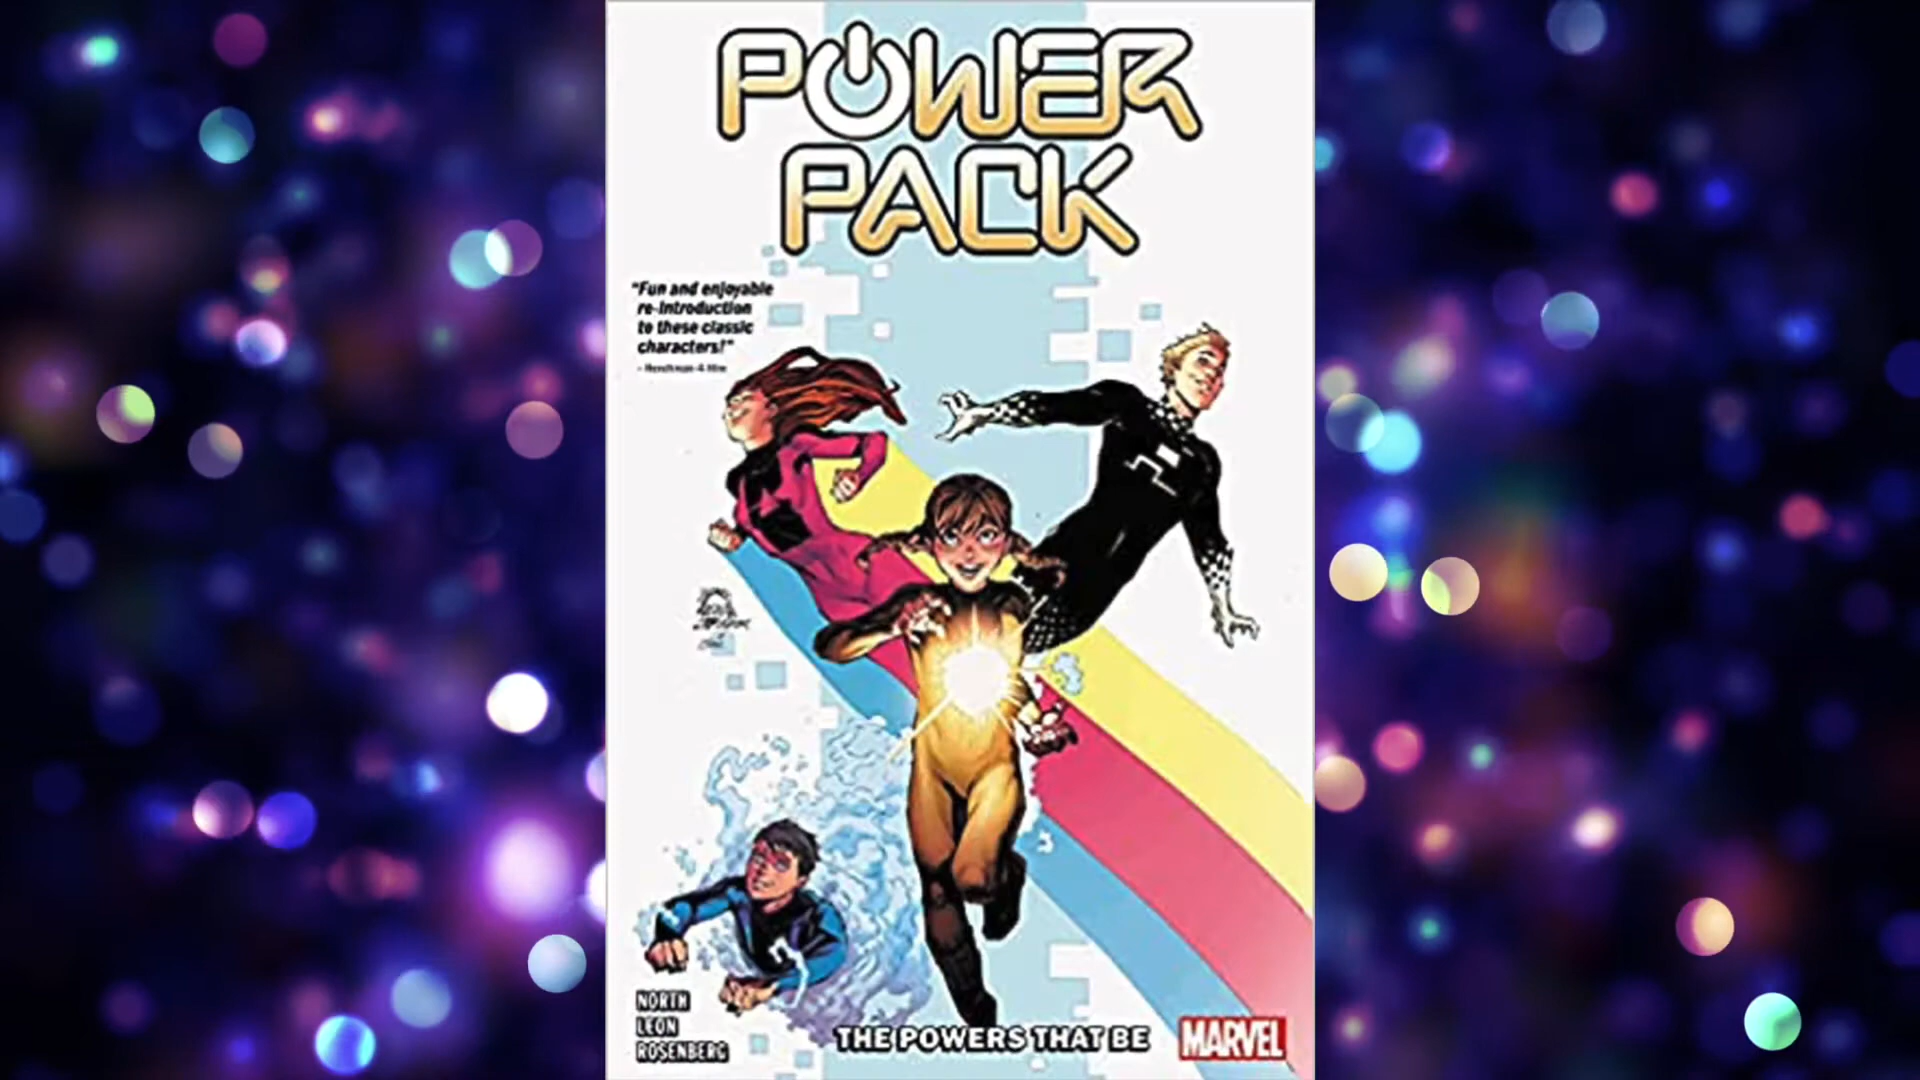 POWER
PACK
"Fun and enjoyable
re-introduction
to these classic
characters!"
NORTH
LEON
ROSENBERG
THE POWERS THAT BE
MARVEL